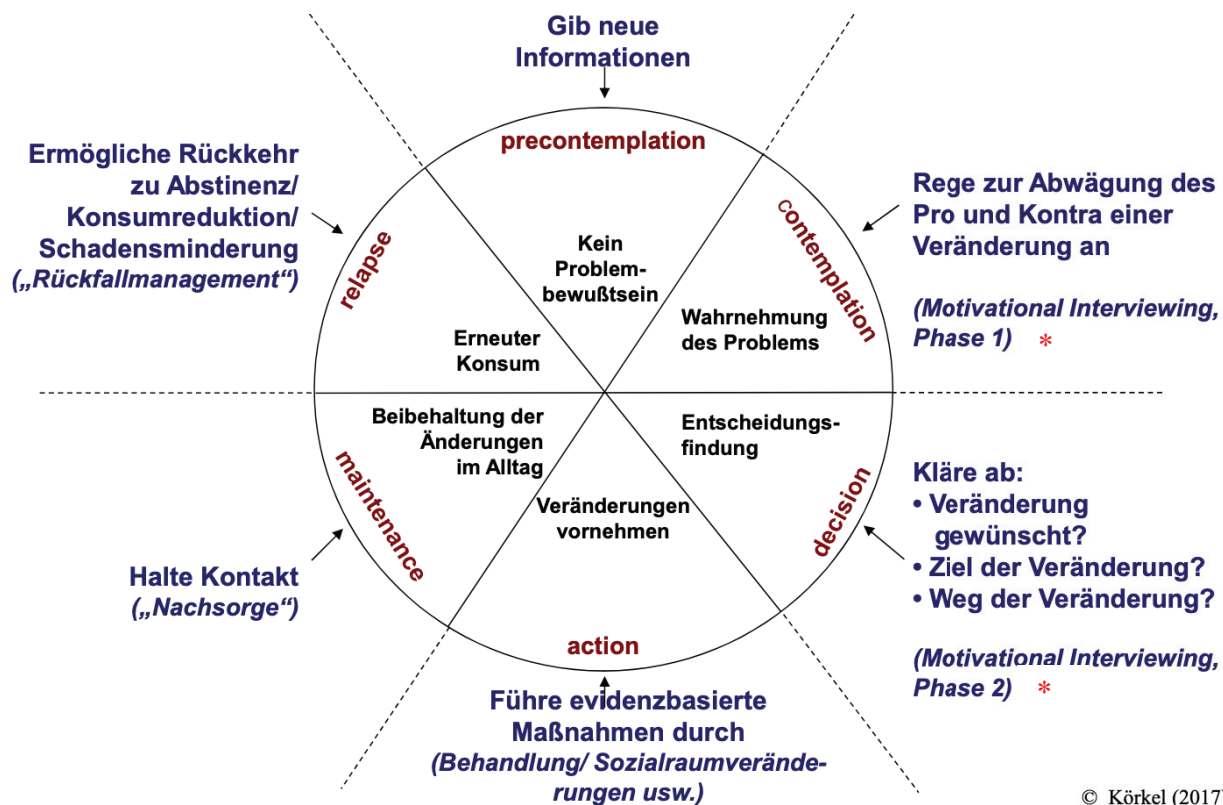 Gib neue
Informationen
precontemplation
Kein
Problem-
bewußtsein
Rege zur Abwägung des
Pro und Kontra einer
Veränderung an
(Motivational Interviewing,
Phase 1) *
contemplation
Wahrnehmung
des Problems
Entscheidungs-
findung
decision
Kläre ab:
• Veränderung
gewünscht?
• Ziel der Veränderung?
• Weg der Veränderung?
(Motivational Interviewing,
Phase 2) *
Veränderungen
vornehmen
action
Führe evidenzbasierte
Maßnahmen durch
(Behandlung/ Sozialraumverände-
rungen usw.)
Beibehaltung der
Änderungen
im Alltag
maintenance
Halte Kontakt
(„Nachsorge“)
Erneuter
Konsum
relapse
Ermögliche Rückkehr
zu Abstinenz/
Konsumreduktion/
Schadensminderung
(„Rückfallmanagement“)
© Körkel (2017)